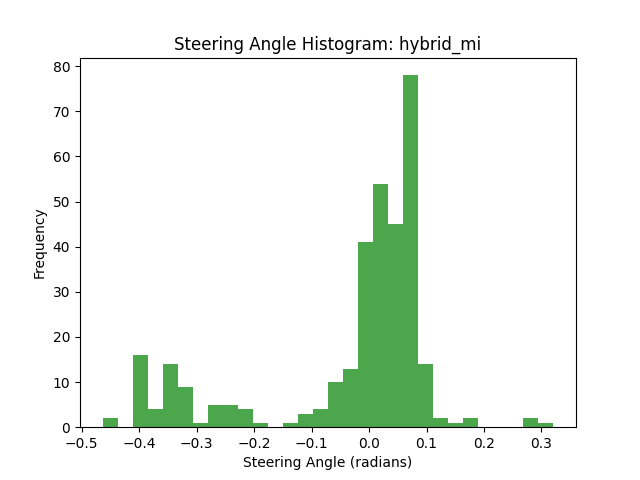 Steering Angle Histogram: hybrid_mi
80
70
60
50
40
30
20
10
0
Frequency
−0.5 −0.4 −0.3 −0.2 −0.1 0.0 0.1 0.2 0.3
Steering Angle (radians)